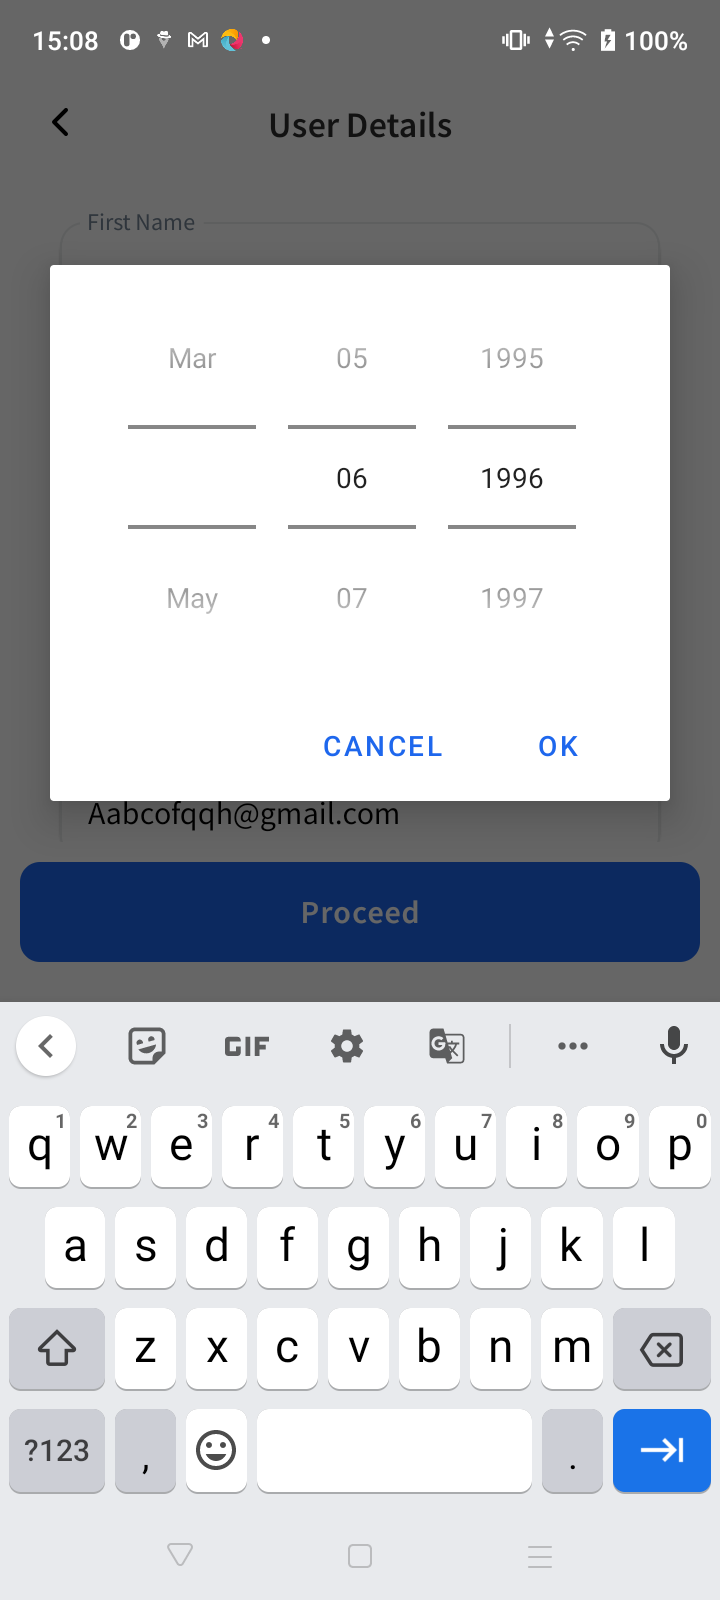 15:08
100%
User Details
First Name
Mar 05 1995
06 1996
May 07 1997
CANCEL OK
Aabcofqqh@gmail.com
Proceed
GIF
q1 w2 e3 r4 t5 y6 u7 i8 o9 p0
a s d f g h j k l
z x c v b n m
?123 , .